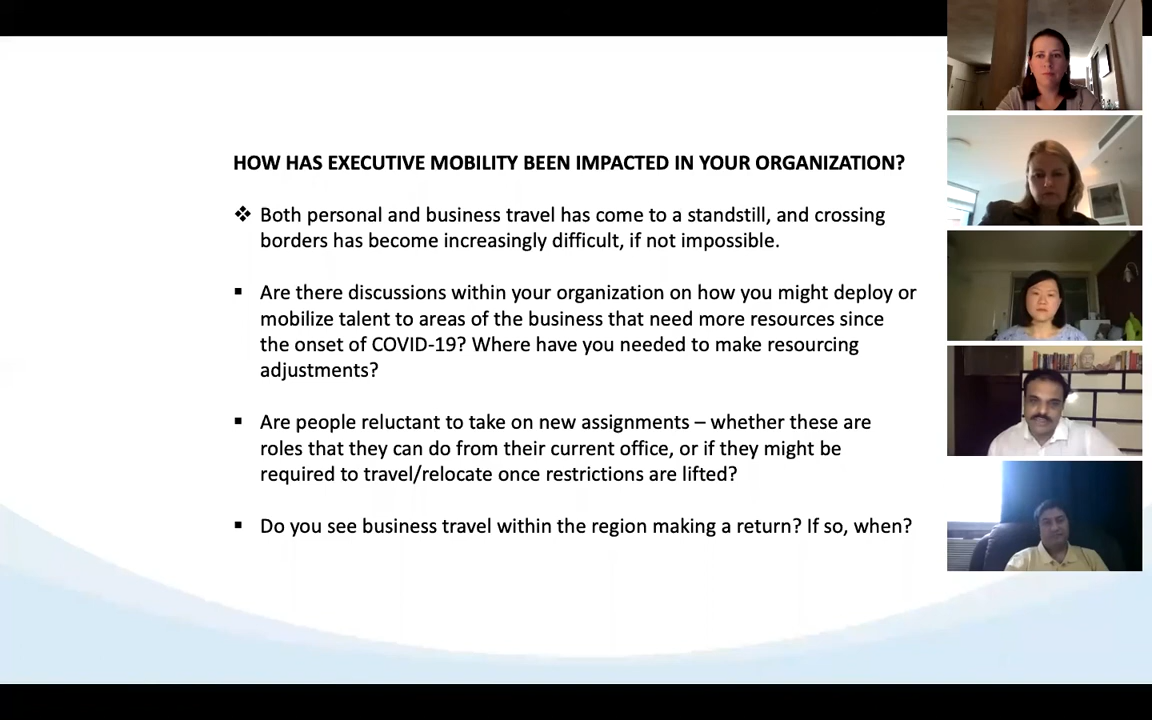 HOW HAS EXECUTIVE MOBILITY BEEN IMPACTED IN YOUR ORGANIZATION?
❖ Both personal and business travel has come to a standstill, and crossing
borders has become increasingly difficult, if not impossible.
▪ Are there discussions within your organization on how you might deploy or
mobilize talent to areas of the business that need more resources since
the onset of COVID-19? Where have you needed to make resourcing
adjustments?
▪ Are people reluctant to take on new assignments – whether these are
roles that they can do from their current office, or if they might be
required to travel/relocate once restrictions are lifted?
▪ Do you see business travel within the region making a return? If so, when?